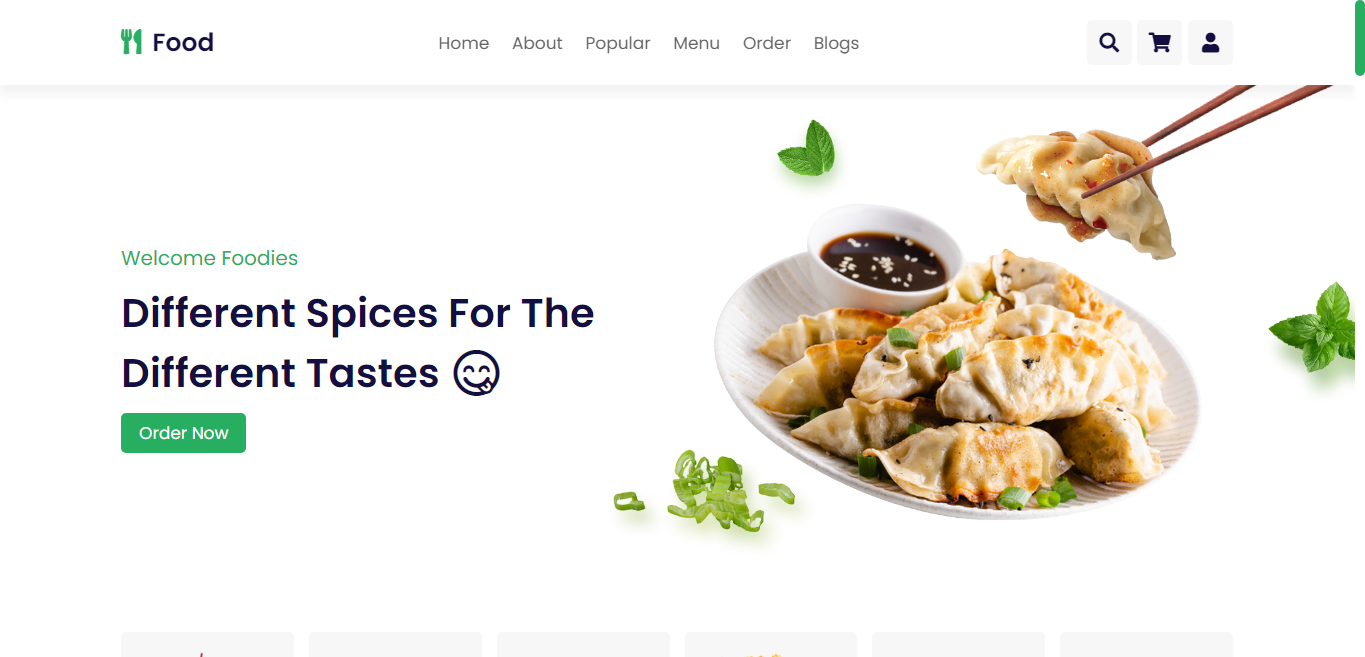 Food
Home About Popular Menu Order Blogs
Welcome Foodies
Different Spices For The
Different Tastes 😋
Order Now